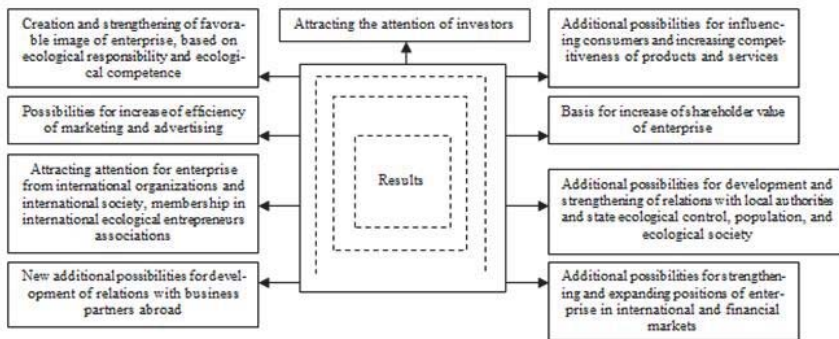 Creation and strengthening of favor-
able image of enterprise, based on
ecological responsibility and ecologi-
cal competence
Attracting the attention of investors
Additional possibilities for influenc-
ing consumers and increasing compet-
itiveness of products and services
Possibilities for increase of efficiency
of marketing and advertising
Basis for increase of shareholder value
of enterprise
Attracting attention for enterprise
from international organizations and
international society, membership in
international ecological entrepreneurs
associations
Results
Additional possibilities for development and
strengthening of relations with local authorities
and state ecological control, population, and
ecological society
New additional possibilities for devel-
opment of relations with business
partners abroad
Additional possibilities for strengthen-
ing and expanding positions of enter-
prise in international and financial
markets